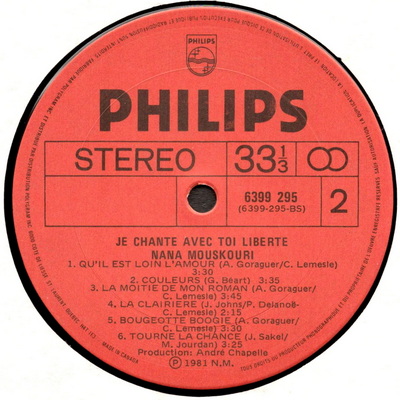 PHILIPS
PHILIPS
STEREO 33 1/3
6399 295
(6399-295-BS)
2
JE CHANTE AVEC TOI LIBERTE
NANA MOUSKOURI
1. QU'IL EST LOIN L'AMOUR (A. Goraguer/C. Lemesle)
3:30
2. COULEURS (G. Béart) 3:35
3. LA MOITIE DE MON ROMAN (A. Goraguer/
C. Lemesle) 3:45
4. LA CLAIRIERE (J. Johns/P. Delanoë-
C. Lemesle) 2:15
5. BOUGEOTTE BOOGIE (A. Goraguer/
C. Lemesle) 3:30
6. TOURNE LA CHANCE (J. Sakel/
M. Jourdan) 3:25
Production: André Chapelle
℗ 1981 N.M.
MADE IN CANADA